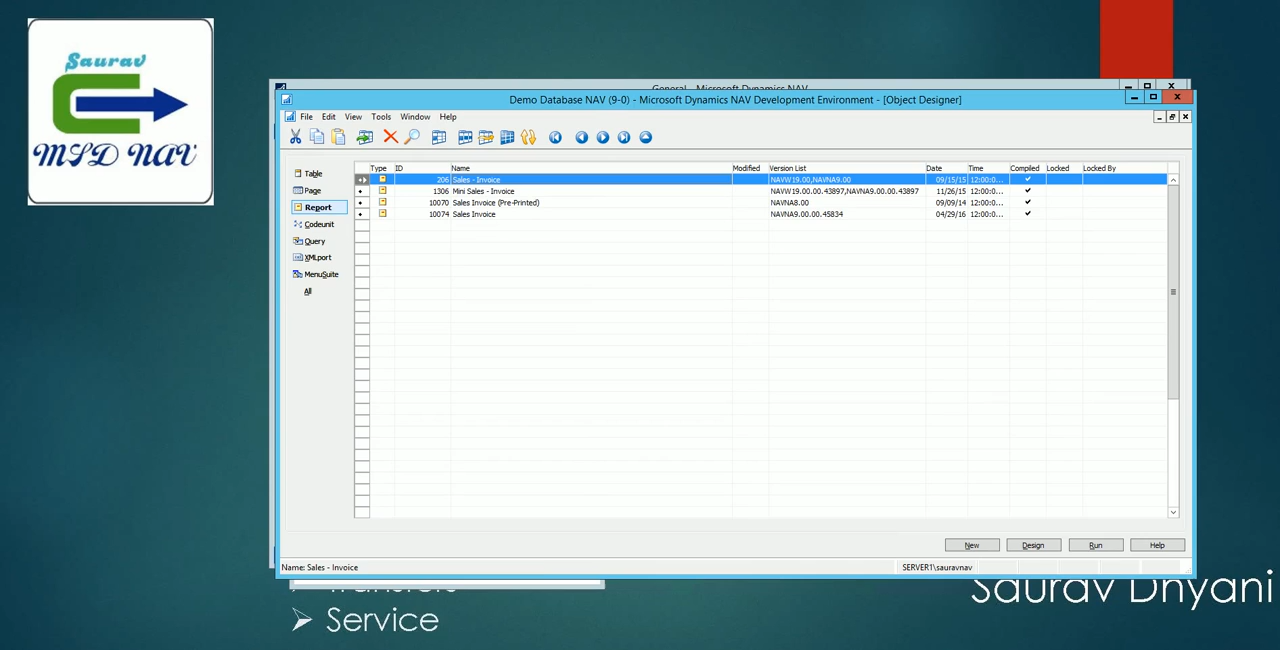 Saurav
MSD NAV
General - Microsoft Dynamics NAV
Demo Database NAV (9-0) - Microsoft Dynamics NAV Development Environment - [Object Designer]
File Edit View Tools Window Help
Type ID Name Modified Version List Date Time Compiled Locked Locked By
206 Sales - Invoice NAVW19.00,NAVNA9.00 09/15/15 12:00:0...
1306 Mini Sales - Invoice NAVW19.00.00.43897,NAVNA9.00.00.43897 11/26/15 12:00:0...
10070 Sales Invoice (Pre-Printed) NAVNA8.00 09/09/14 12:00:0...
10074 Sales Invoice NAVNA9.00.00.45834 04/29/16 12:00:0...
Table
Page
Report
Codeunit
Query
XMLport
MenuSuite
All
New Design Run Help
Name: Sales - Invoice SERVER1\sauravnav
Transfers
Service
Saurav Dhyani